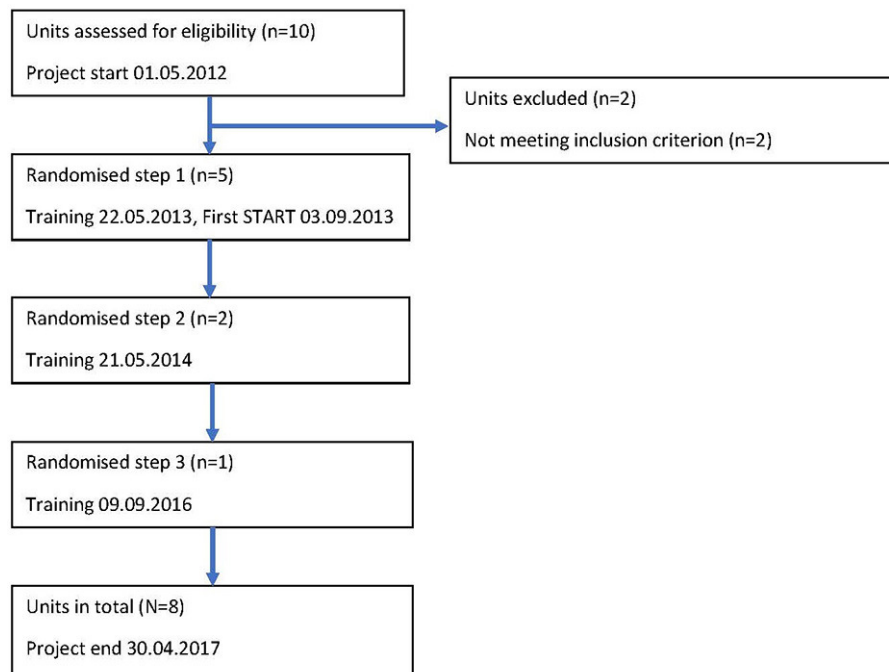 Units assessed for eligibility (n=10)
Project start 01.05.2012
Units excluded (n=2)
Not meeting inclusion criterion (n=2)
Randomised step 1 (n=5)
Training 22.05.2013, First START 03.09.2013
Randomised step 2 (n=2)
Training 21.05.2014
Randomised step 3 (n=1)
Training 09.09.2016
Units in total (N=8)
Project end 30.04.2017